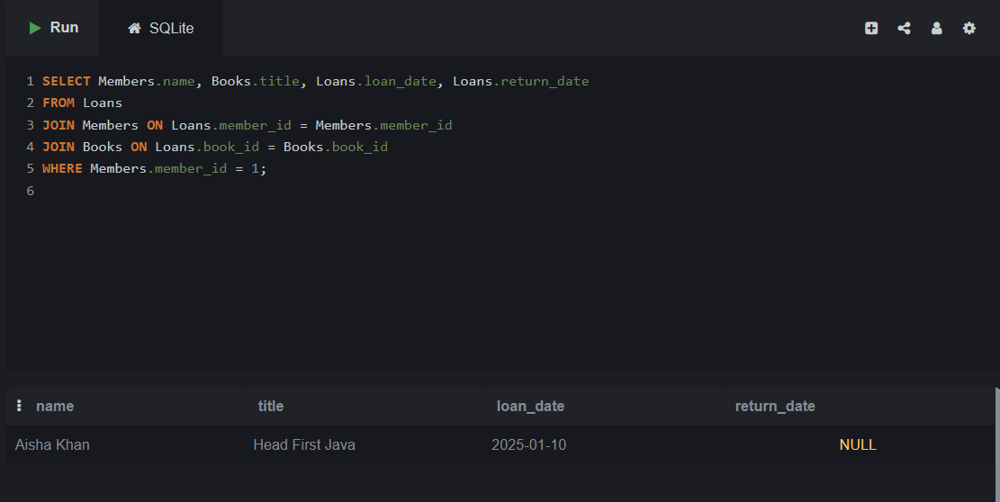 Run SQLite
1 SELECT Members.name, Books.title, Loans.loan_date, Loans.return_date
2 FROM Loans
3 JOIN Members ON Loans.member_id = Members.member_id
4 JOIN Books ON Loans.book_id = Books.book_id
5 WHERE Members.member_id = 1;
6
name title loan_date return_date
Aisha Khan Head First Java 2025-01-10 NULL